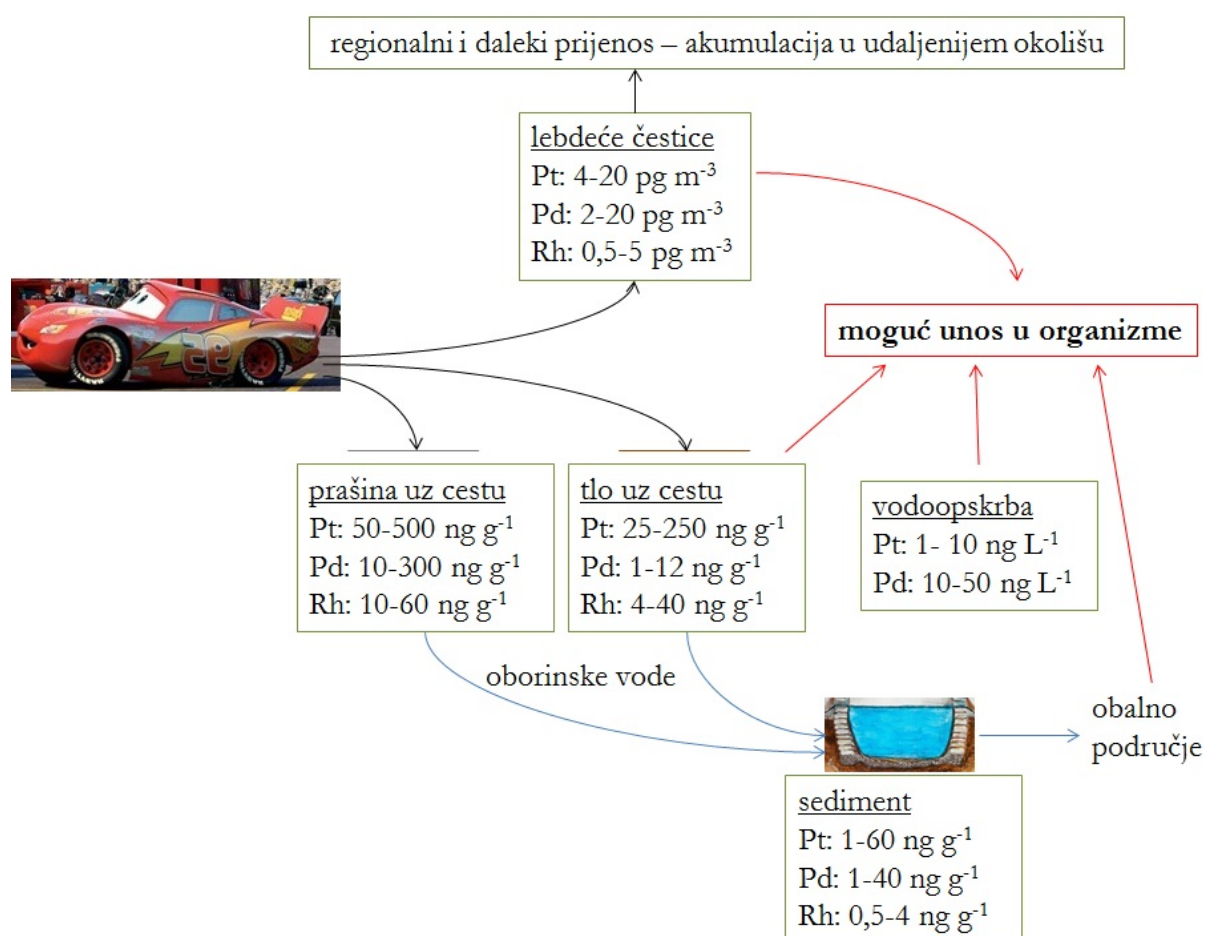 regionalni i daleki prijenos – akumulacija u udaljenijem okolišu
lebdeće čestice
Pt: 4-20 pg m⁻³
Pd: 2-20 pg m⁻³
Rh: 0,5-5 pg m⁻³
95
moguć unos u organizme
prašina uz cestu
Pt: 50-500 ng g⁻¹
Pd: 10-300 ng g⁻¹
Rh: 10-60 ng g⁻¹
tlo uz cestu
Pt: 25-250 ng g⁻¹
Pd: 1-12 ng g⁻¹
Rh: 4-40 ng g⁻¹
vodoopskrba
Pt: 1- 10 ng L⁻¹
Pd: 10-50 ng L⁻¹
oborinske vode
obalno
područje
sediment
Pt: 1-60 ng g⁻¹
Pd: 1-40 ng g⁻¹
Rh: 0,5-4 ng g⁻¹